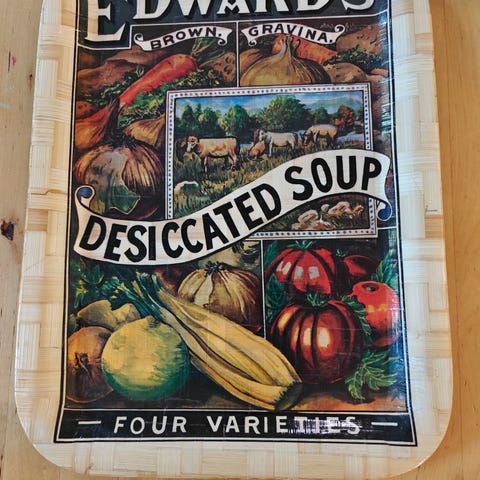 EDWARDS
BROWN. GRAVINA.
DESICCATED SOUP
— FOUR VARIETIES —